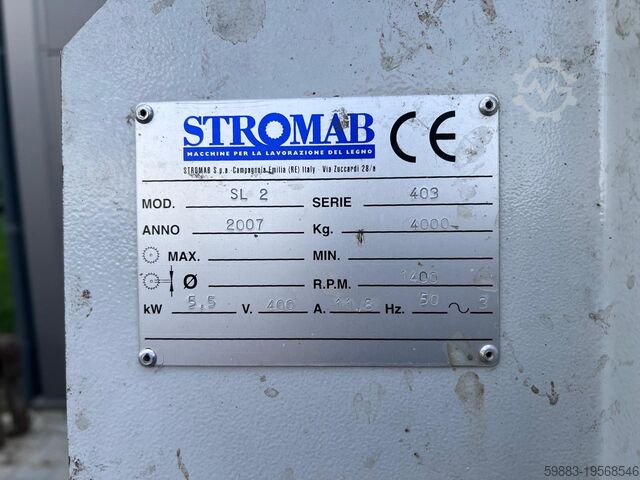 STROMAB CE
MACCHINE PER LA LAVORAZIONE DEL LEGNO
STROMAB S.p.a -Campagnola Emilia (RE) Italy - Via Zuccardi 28/a
MOD. SL 2 SERIE 403
ANNO 2007 Kg. 4000
MAX. MIN.
Ø R.P.M. 1400
kW 5,5 V. 400 A. 11,8 Hz. 50 ~ 3
59883-19568546